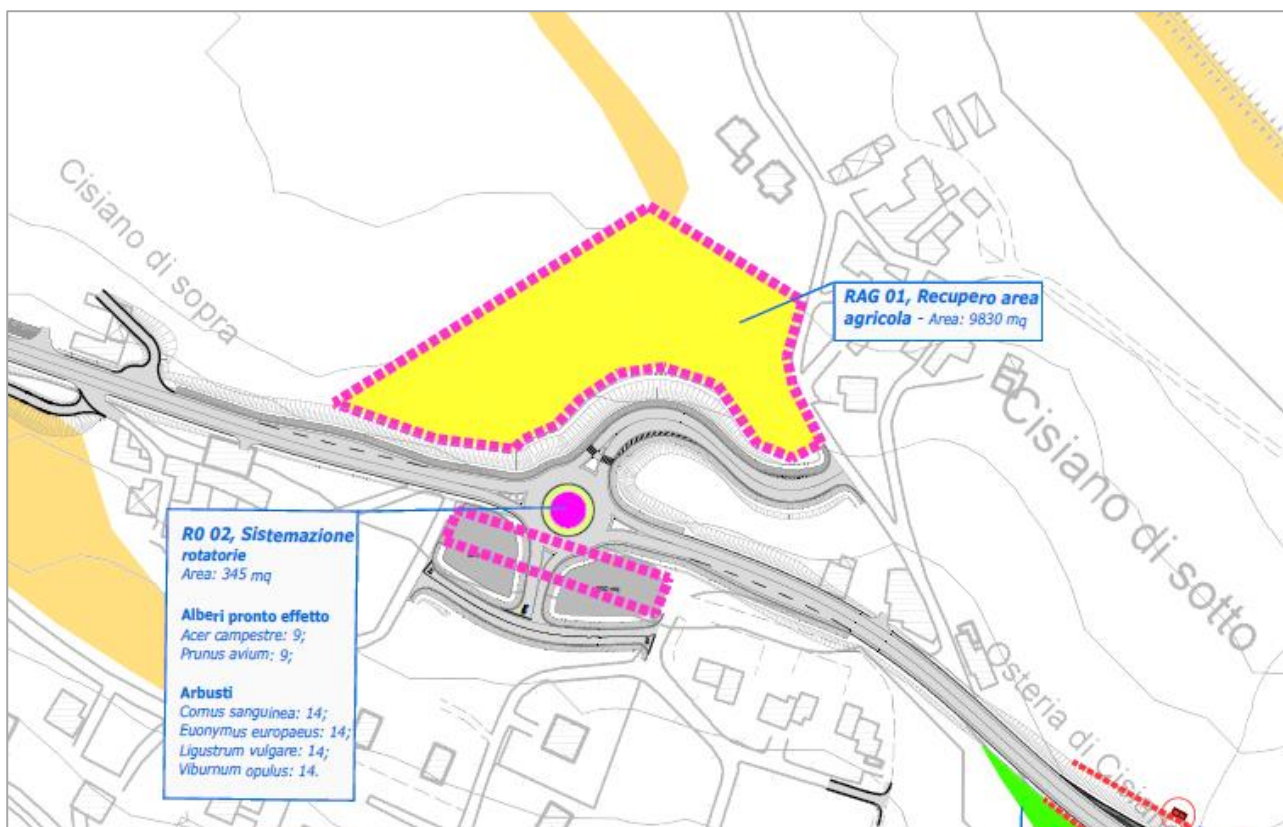 Cisiano di sopra
RAG 01, Recupero area
agricola - Area: 9830 mq
Cisiano di sotto
R0 02, Sistemazione
rotatorie
Area: 345 mq
Alberi pronto effetto
Acer campestre: 9;
Prunus avium: 9;
Arbusti
Cornus sanguinea: 14;
Euonymus europaeus: 14;
Ligustrum vulgare: 14;
Viburnum opulus: 14.
Osteria di Cisiano